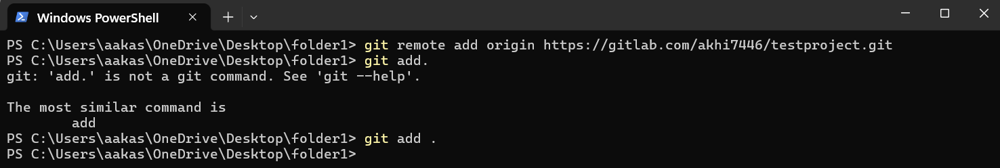 Windows PowerShell
PS C:\Users\aakas\OneDrive\Desktop\folder1> git remote add origin https://gitlab.com/akhi7446/testproject.git
PS C:\Users\aakas\OneDrive\Desktop\folder1> git add.
git: 'add.' is not a git command. See 'git --help'.
The most similar command is
add
PS C:\Users\aakas\OneDrive\Desktop\folder1> git add .
PS C:\Users\aakas\OneDrive\Desktop\folder1>